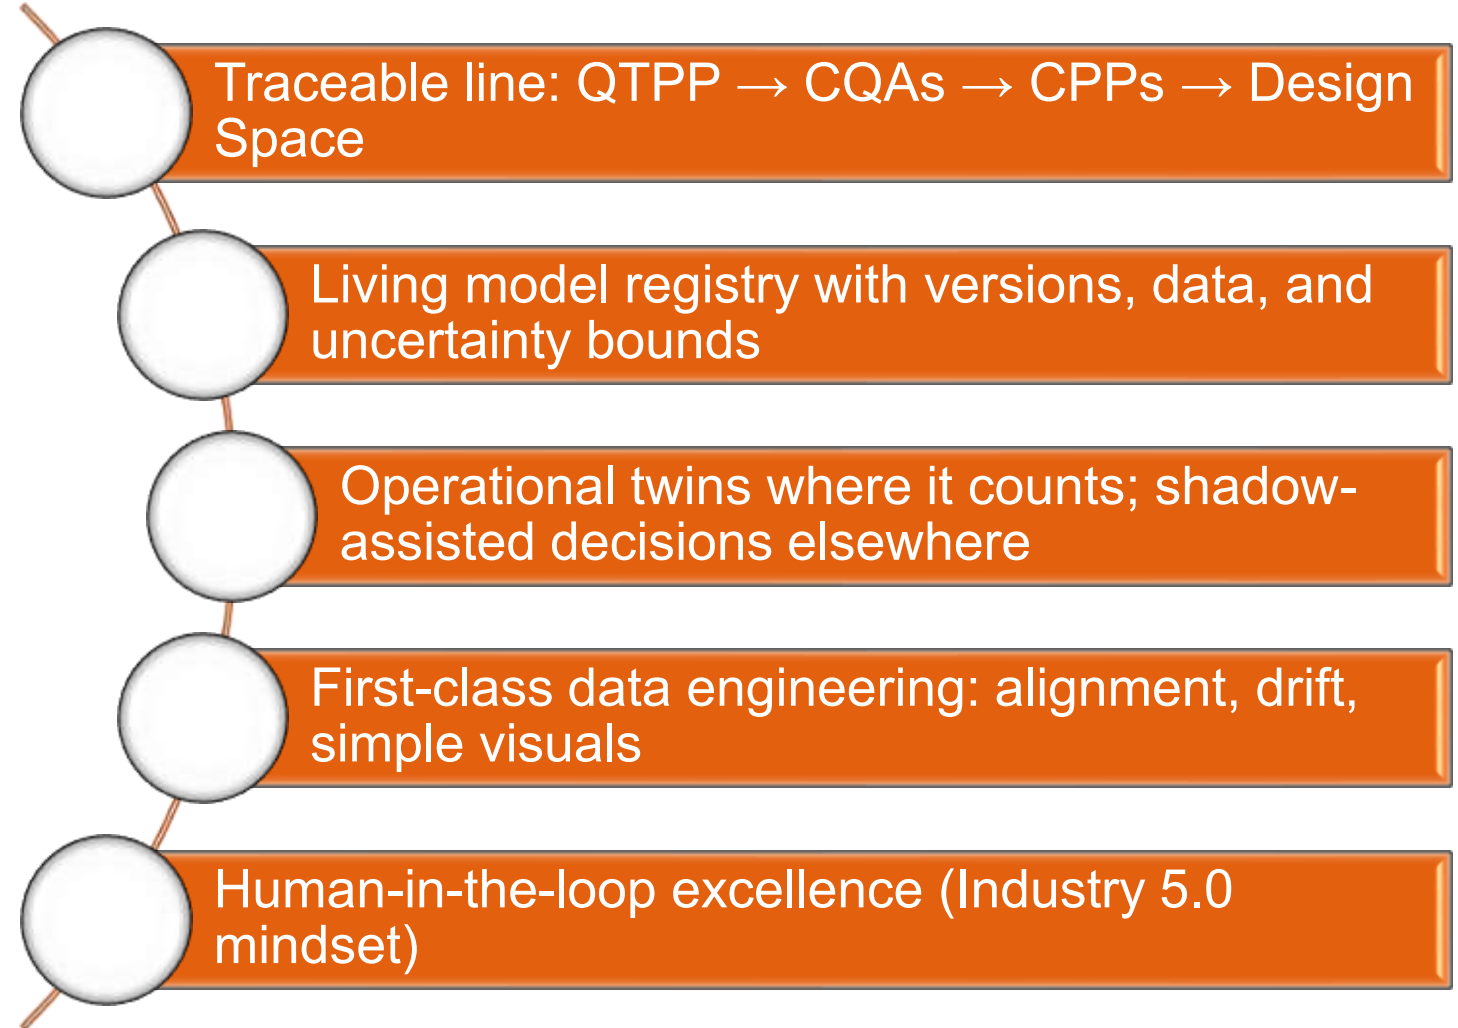 Traceable line: QTPP → CQAs → CPPs → Design
Space
Living model registry with versions, data, and
uncertainty bounds
Operational twins where it counts; shadow-
assisted decisions elsewhere
First-class data engineering: alignment, drift,
simple visuals
Human-in-the-loop excellence (Industry 5.0
mindset)